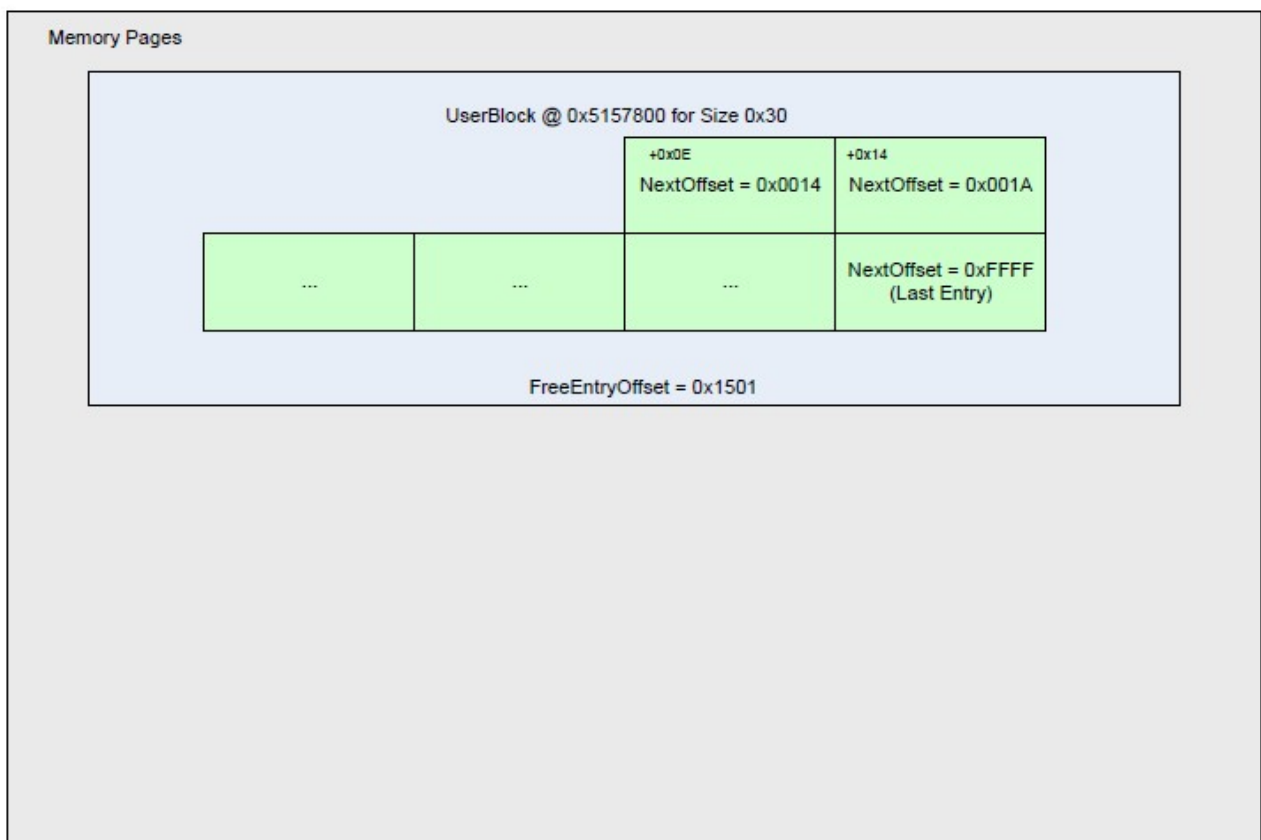 Memory Pages
UserBlock @ 0x5157800 for Size 0x30
+0x0E
NextOffset = 0x0014
+0x14
NextOffset = 0x001A
...
...
...
NextOffset = 0xFFFF
(Last Entry)
FreeEntryOffset = 0x1501